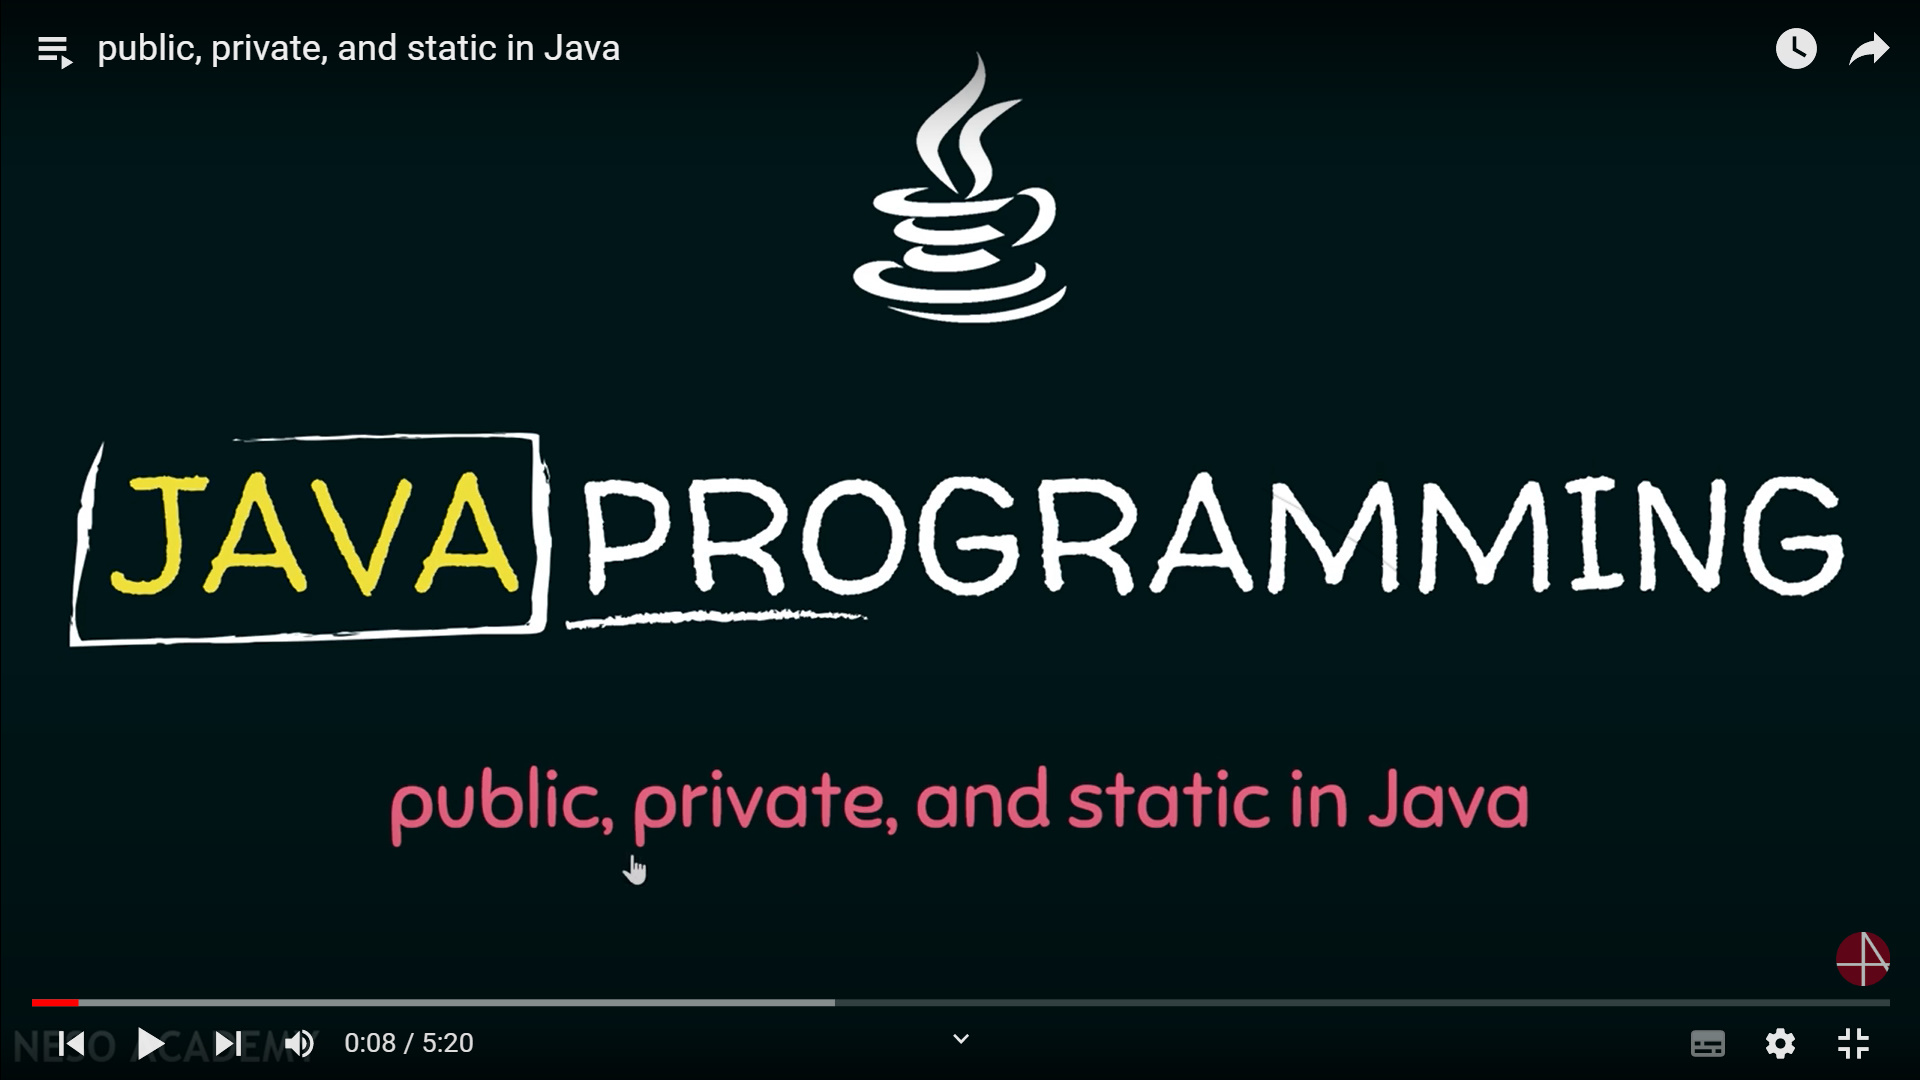 public, private, and static in Java
JAVA PROGRAMMING
public, private, and static in Java
NESO ACADEMY
0:08 / 5:20